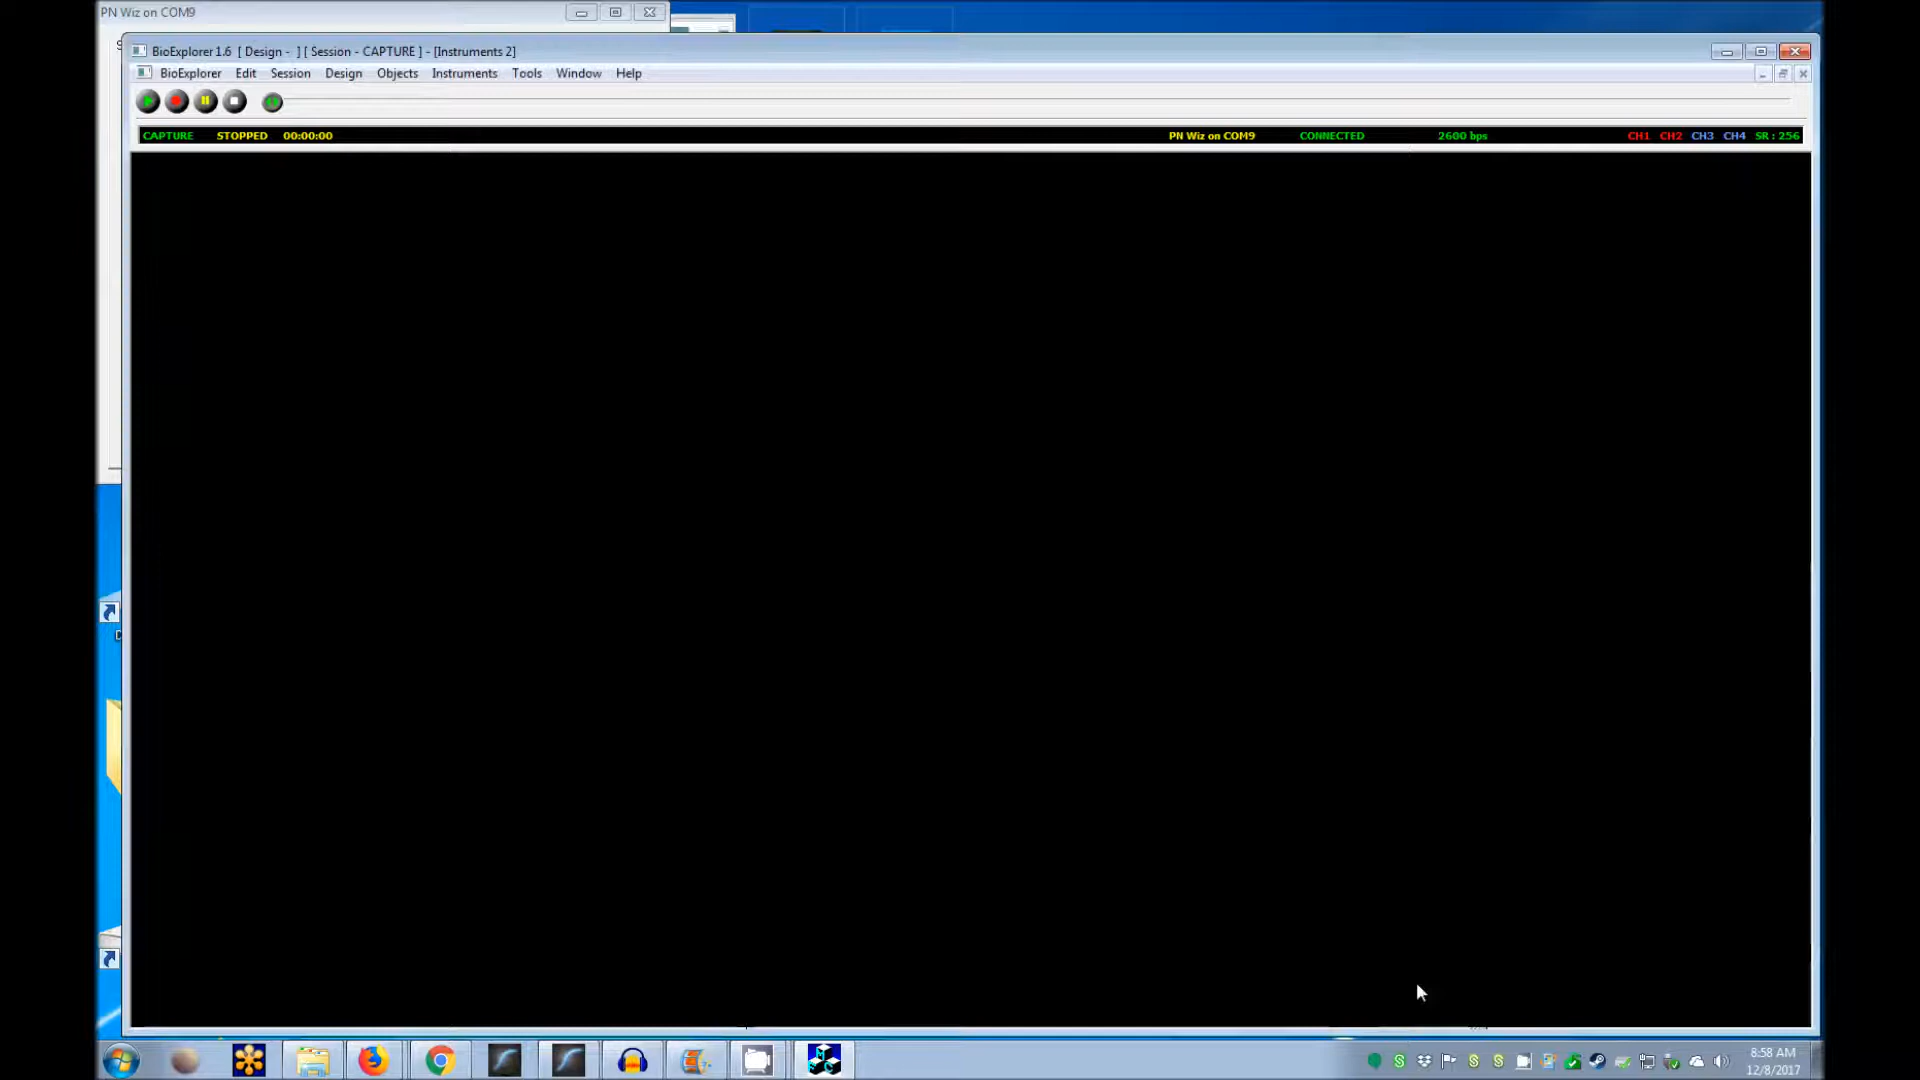 PN Wiz on COM9
BioExplorer 1.6 [ Design - ] [ Session - CAPTURE ] - [Instruments 2]
BioExplorer Edit Session Design Objects Instruments Tools Window Help
CAPTURE STOPPED 00:00:00 PN Wiz on COM9 CONNECTED 2600 bps CH1 CH2 CH3 CH4 SR : 256
8:58 AM
12/8/2017